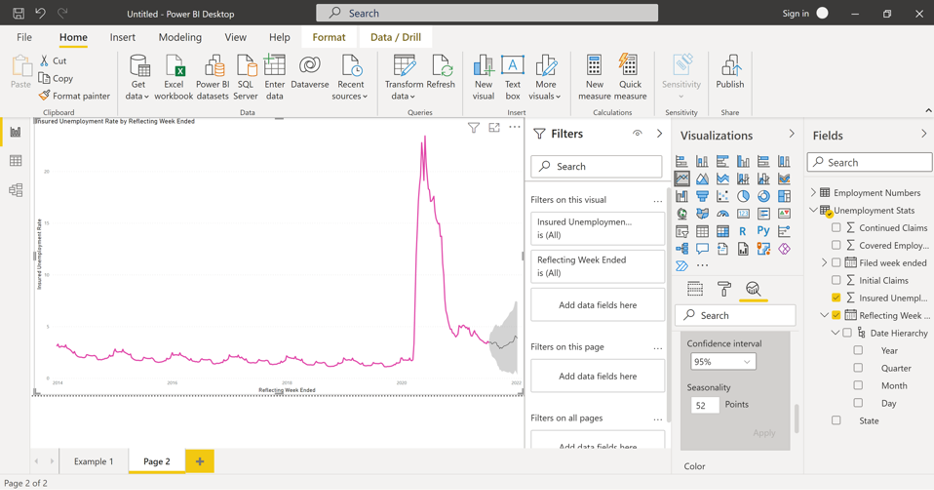 Untitled - Power BI Desktop
Search
Sign in
File Home Insert Modeling View Help Format Data / Drill
Paste
Cut
Copy
Format painter
Clipboard
Get data
Excel workbook
Power BI datasets
SQL Server
Enter data
Dataverse
Recent sources
Data
Transform data
Refresh
Queries
New visual
Text box
More visuals
Insert
New measure
Quick measure
Calculations
Sensitivity
Sensitivity
Publish
Share
Insured Unemployment Rate by Reflecting Week Ended
Insured Unemployment Rate
20
15
10
5
0
2014 2016 2018 2020 2022
Reflecting Week Ended
Filters
Search
Filters on this visual ...
Insured Unemploymen...
is (All)
Reflecting Week Ended
is (All)
Add data fields here
Filters on this page ...
Add data fields here
Filters on all pages ...
Add data fields here
Visualizations
R Py
...
Search
Confidence interval
95%
Seasonality
52 Points
Apply
Color
Fields
Search
Employment Numbers
Unemployment Stats
Continued Claims
Covered Employ...
Filed week ended
Initial Claims
Insured Unempl...
Reflecting Week ...
Date Hierarchy
Year
Quarter
Month
Day
State
Example 1 Page 2 +
Page 2 of 2